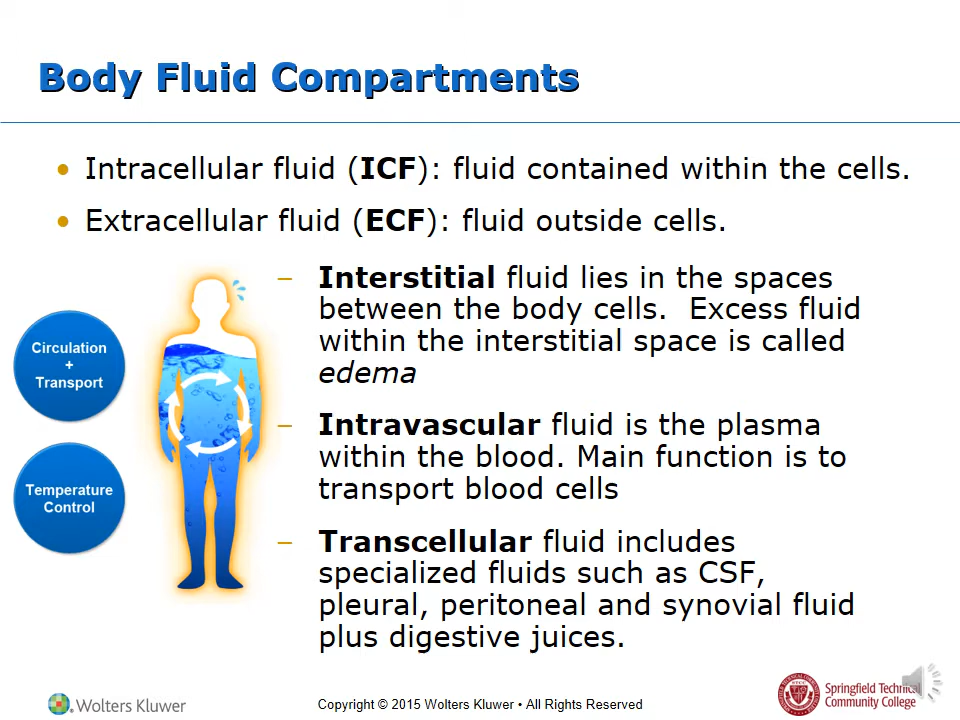 Body Fluid Compartments
• Intracellular fluid (ICF): fluid contained within the cells.
• Extracellular fluid (ECF): fluid outside cells.
– Interstitial fluid lies in the spaces
between the body cells.  Excess fluid
within the interstitial space is called
edema
– Intravascular fluid is the plasma
within the blood. Main function is to
transport blood cells
– Transcellular fluid includes
specialized fluids such as CSF,
pleural, peritoneal and synovial fluid
plus digestive juices.
Circulation
+
Transport
Temperature
Control
Wolters Kluwer
Copyright © 2015 Wolters Kluwer • All Rights Reserved
Springfield Technical
Community College